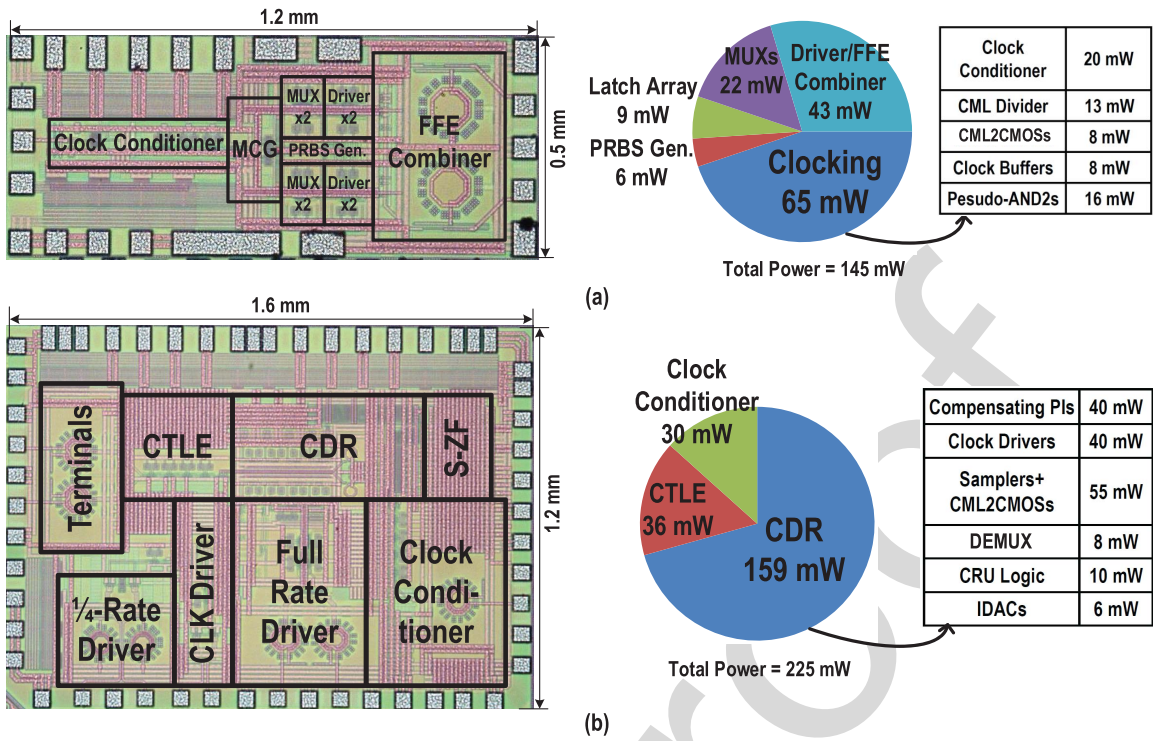 1.2 mm
0.5 mm
Clock Conditioner
MCG
MUX
x2
Driver
x2
PRBS Gen.
MUX
x2
Driver
x2
FFE
Combiner
MUXs
22 mW
Driver/FFE
Combiner
43 mW
Latch Array
9 mW
PRBS Gen.
6 mW
Clocking
65 mW
Total Power = 145 mW
Clock
Conditioner
20 mW
CML Divider 13 mW
CML2CMOSs 8 mW
Clock Buffers 8 mW
Pesudo-AND2s 16 mW
(a)
1.6 mm
1.2 mm
Terminals
CTLE
CDR
S-ZF
¼-Rate
Driver
CLK Driver
Full
Rate
Driver
Clock
Condi-
tioner
Clock
Conditioner
30 mW
CTLE
36 mW
CDR
159 mW
Total Power = 225 mW
Compensating PIs 40 mW
Clock Drivers 40 mW
Samplers+
CML2CMOSs
55 mW
DEMUX 8 mW
CRU Logic 10 mW
IDACs 6 mW
(b)
rcof